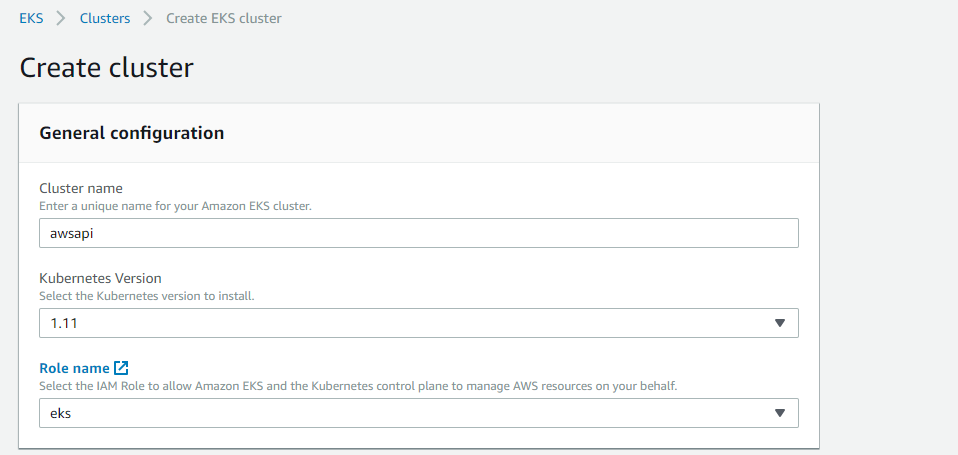 EKS > Clusters > Create EKS cluster
Create cluster
General configuration
Cluster name
Enter a unique name for your Amazon EKS cluster.
awsapi
Kubernetes Version
Select the Kubernetes version to install.
1.11
Role name
Select the IAM Role to allow Amazon EKS and the Kubernetes control plane to manage AWS resources on your behalf.
eks